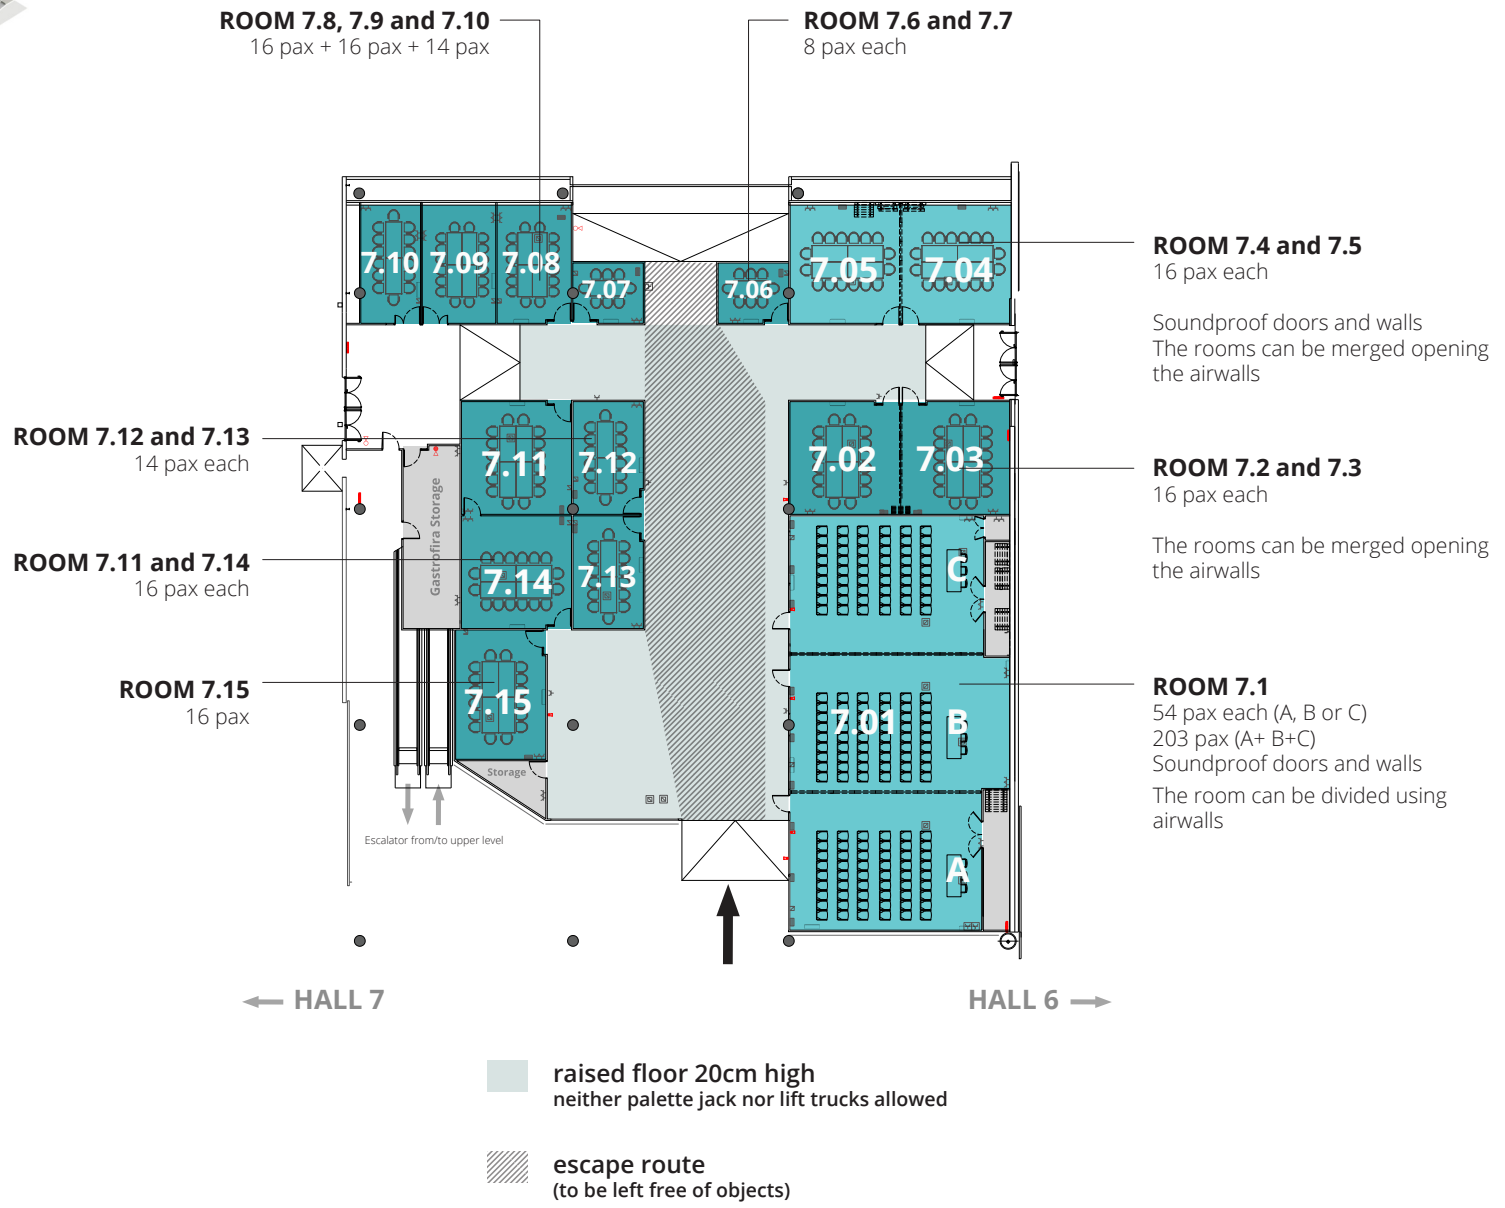 ROOM 7.8, 7.9 and 7.10
16 pax + 16 pax + 14 pax
ROOM 7.6 and 7.7
8 pax each
ROOM 7.4 and 7.5
16 pax each
Soundproof doors and walls
The rooms can be merged opening
the airwalls
7.10
7.09
7.08
7.07
7.06
7.05
7.04
ROOM 7.12 and 7.13
14 pax each
7.11
7.12
7.02
7.03
ROOM 7.2 and 7.3
16 pax each
The rooms can be merged opening
the airwalls
Gastrofira Storage
ROOM 7.11 and 7.14
16 pax each
7.14
7.13
C
ROOM 7.15
16 pax
7.15
7.01
B
ROOM 7.1
54 pax each (A, B or C)
203 pax (A+ B+C)
Soundproof doors and walls
The room can be divided using
airwalls
Storage
Escalator from/to upper level
A
HALL 7
HALL 6
raised floor 20cm high
neither palette jack nor lift trucks allowed
escape route
(to be left free of objects)